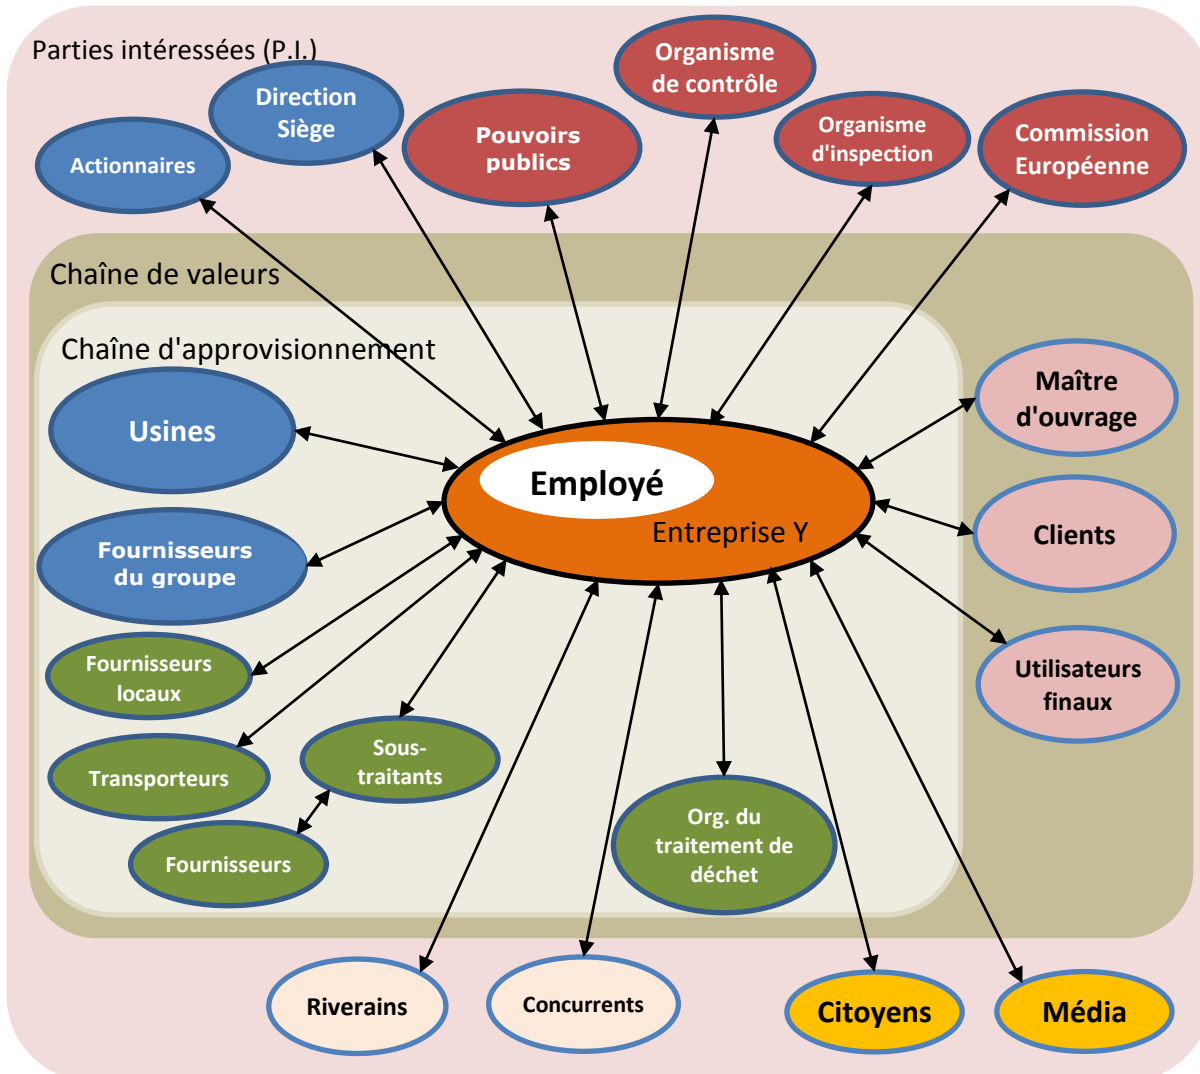 Parties intéressées (P.I.)
Organisme
de contrôle
Direction
Siège
Pouvoirs
publics
Organisme
d'inspection
Commission
Européenne
Actionnaires
Chaîne de valeurs
Chaîne d'approvisionnement
Maître
d'ouvrage
Usines
Employé
Entreprise Y
Clients
Fournisseurs
du groupe
Fournisseurs
locaux
Utilisateurs
finaux
Transporteurs
Sous-
traitants
Org. du
traitement de
déchet
Fournisseurs
Riverains
Concurrents
Citoyens
Média